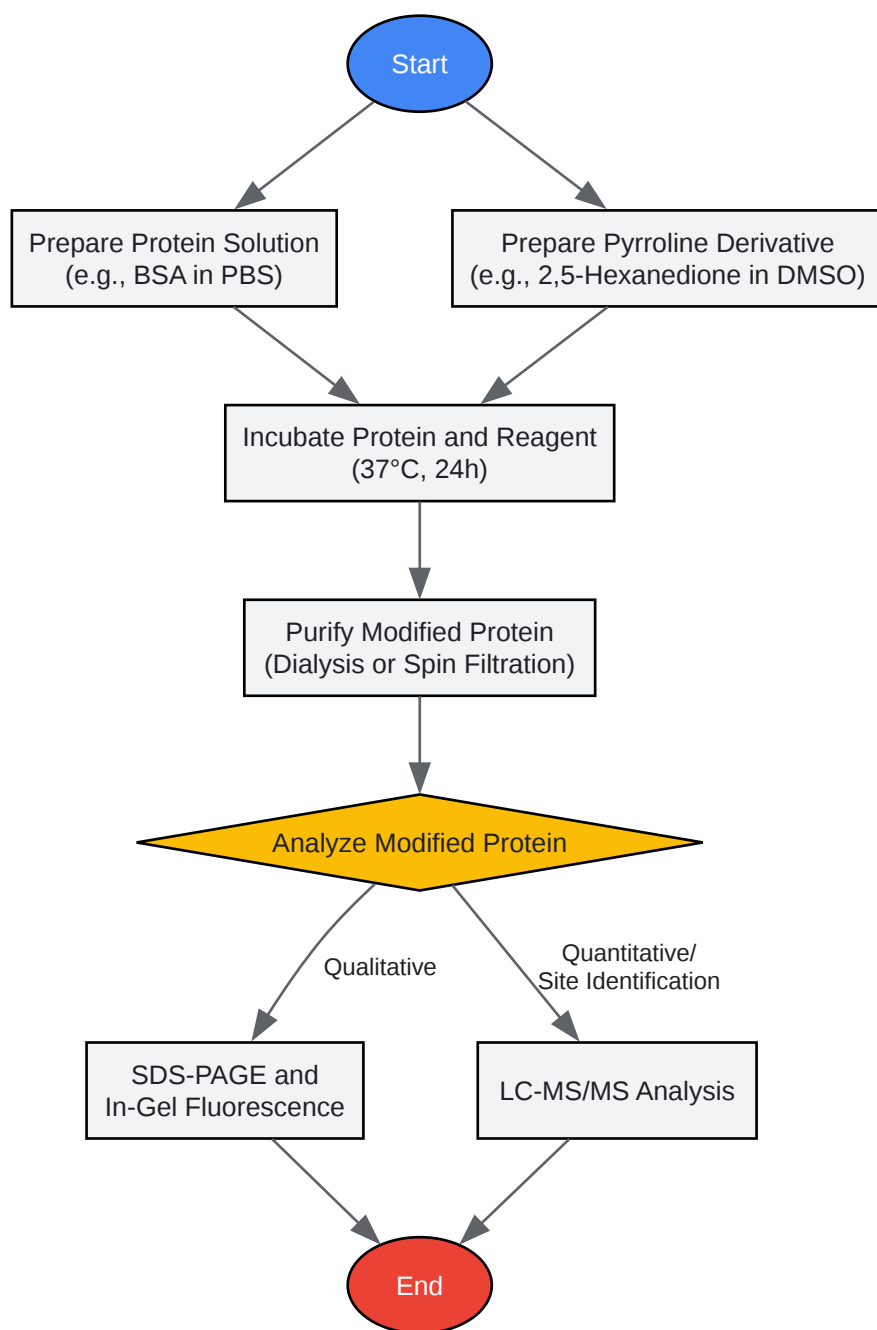 Start
Prepare Protein Solution
(e.g., BSA in PBS)
Prepare Pyrroline Derivative
(e.g., 2,5-Hexanedione in DMSO)
Incubate Protein and Reagent
(37°C, 24h)
Purify Modified Protein
(Dialysis or Spin Filtration)
Analyze Modified Protein
Qualitative
Quantitative/
Site Identification
SDS-PAGE and
In-Gel Fluorescence
LC-MS/MS Analysis
End